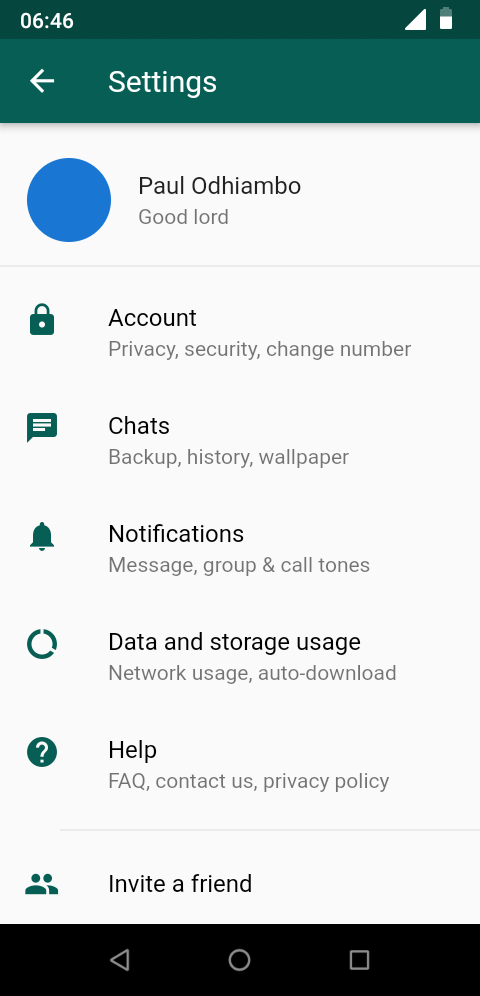 06:46
Settings
Paul Odhiambo
Good lord
Account
Privacy, security, change number
Chats
Backup, history, wallpaper
Notifications
Message, group & call tones
Data and storage usage
Network usage, auto-download
Help
FAQ, contact us, privacy policy
Invite a friend